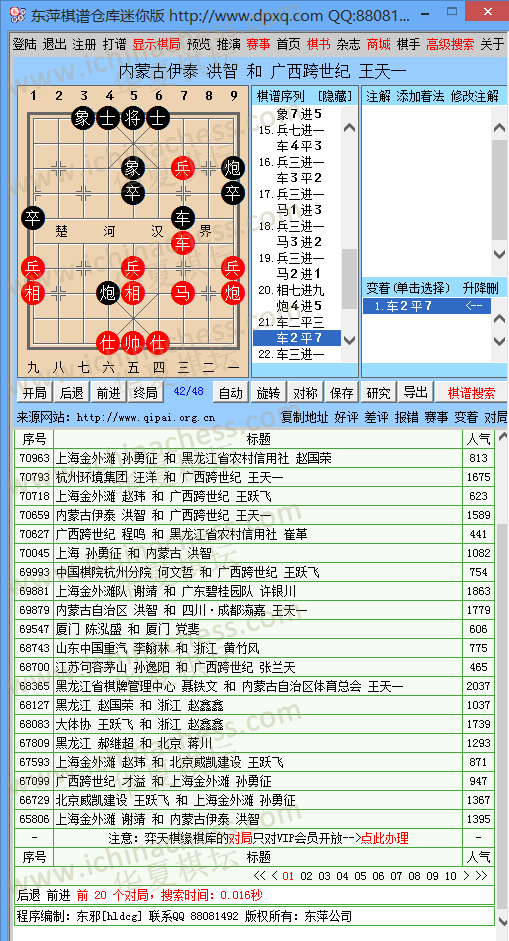 东萍棋谱仓库迷你版 http://www.dpxq.com QQ:88081...
登陆 退出 注册 打谱 显示棋局 预览 推演 赛事 首页 棋书 杂志 商城 棋手 高级搜索 关于
内蒙古伊泰 洪智 和 广西跨世纪 王天一
1 2 3 4 5 6 7 8 9
象 士 将 士
象 兵 炮
卒 卒
卒 车
楚 河 汉 界
车
兵 兵 兵
相 炮 相 马 炮
仕 帅 仕
九 八 七 六 五 四 三 二 一
棋谱序列 [隐藏]
象7进5
15. 兵七进一
车4平3
16. 兵三进一
车3平2
17. 兵三进一
马1进3
18. 兵三进一
马3进2
19. 兵三进一
马2进1
20. 相七进九
炮4进5
21. 车二平三
车2平7
22. 车三进一
注解 添加着法 修改注解
变着(单击选择) 升降删
1. 车2平7 <--
开局 后退 前进 终局 42/48 自动 旋转 对称 保存 研究 导出 棋谱搜索
来源网站: http://www.qipai.org.cn 复制地址 好评 差评 报错 赛事 变着 对局
序号 标题 人气
70963 上海金外滩 孙勇征 和 黑龙江省农村信用社 赵国荣 813
70793 杭州环境集团 汪洋 和 广西跨世纪 王天一 1675
70718 上海金外滩 赵玮 和 广西跨世纪 王跃飞 623
70659 内蒙古伊泰 洪智 和 广西跨世纪 王天一 1589
70627 广西跨世纪 程鸣 和 黑龙江省农村信用社 崔革 441
70045 上海 孙勇征 和 内蒙古 洪智 1082
69993 中国棋院杭州分院 何文哲 和 广西跨世纪 王跃飞 754
69881 上海金外滩队 谢靖 和 广东碧桂园队 许银川 1863
69879 内蒙古自治区 洪智 和 四川·成都瀛嘉 王天一 1779
69547 厦门 陈泓盛 和 厦门 党斐 606
68743 山东中国重汽 李翰林 和 浙江 黄竹风 775
68700 江苏句容茅山 孙逸阳 和 广西跨世纪 张兰天 465
68365 黑龙江省棋牌管理中心 聂铁文 和 内蒙古自治区体育总会 王天一 2037
68127 黑龙江 赵国荣 和 浙江 赵鑫鑫 1037
68083 大体协 王跃飞 和 浙江 赵鑫鑫 1739
67809 黑龙江 郝继超 和 北京 蒋川 1293
67593 上海金外滩 赵玮 和 北京威凯建设 王跃飞 871
67099 广西跨世纪 才溢 和 上海金外滩 孙勇征 947
66729 北京威凯建设 王跃飞 和 上海金外滩 孙勇征 1367
65806 上海金外滩 谢靖 和 内蒙古伊泰 洪智 1395
- 注意: 弈天棋缘棋库的对局只对VIP会员开放-->点此办理 -
序号 标题 人气
<< < 01 02 03 04 05 06 07 08 09 10 > >>
后退 前进 前 20 个对局，搜索时间: 0.016秒
程序编制: 东邪[hldcg] 联系QQ 88081492 版权所有: 东萍公司